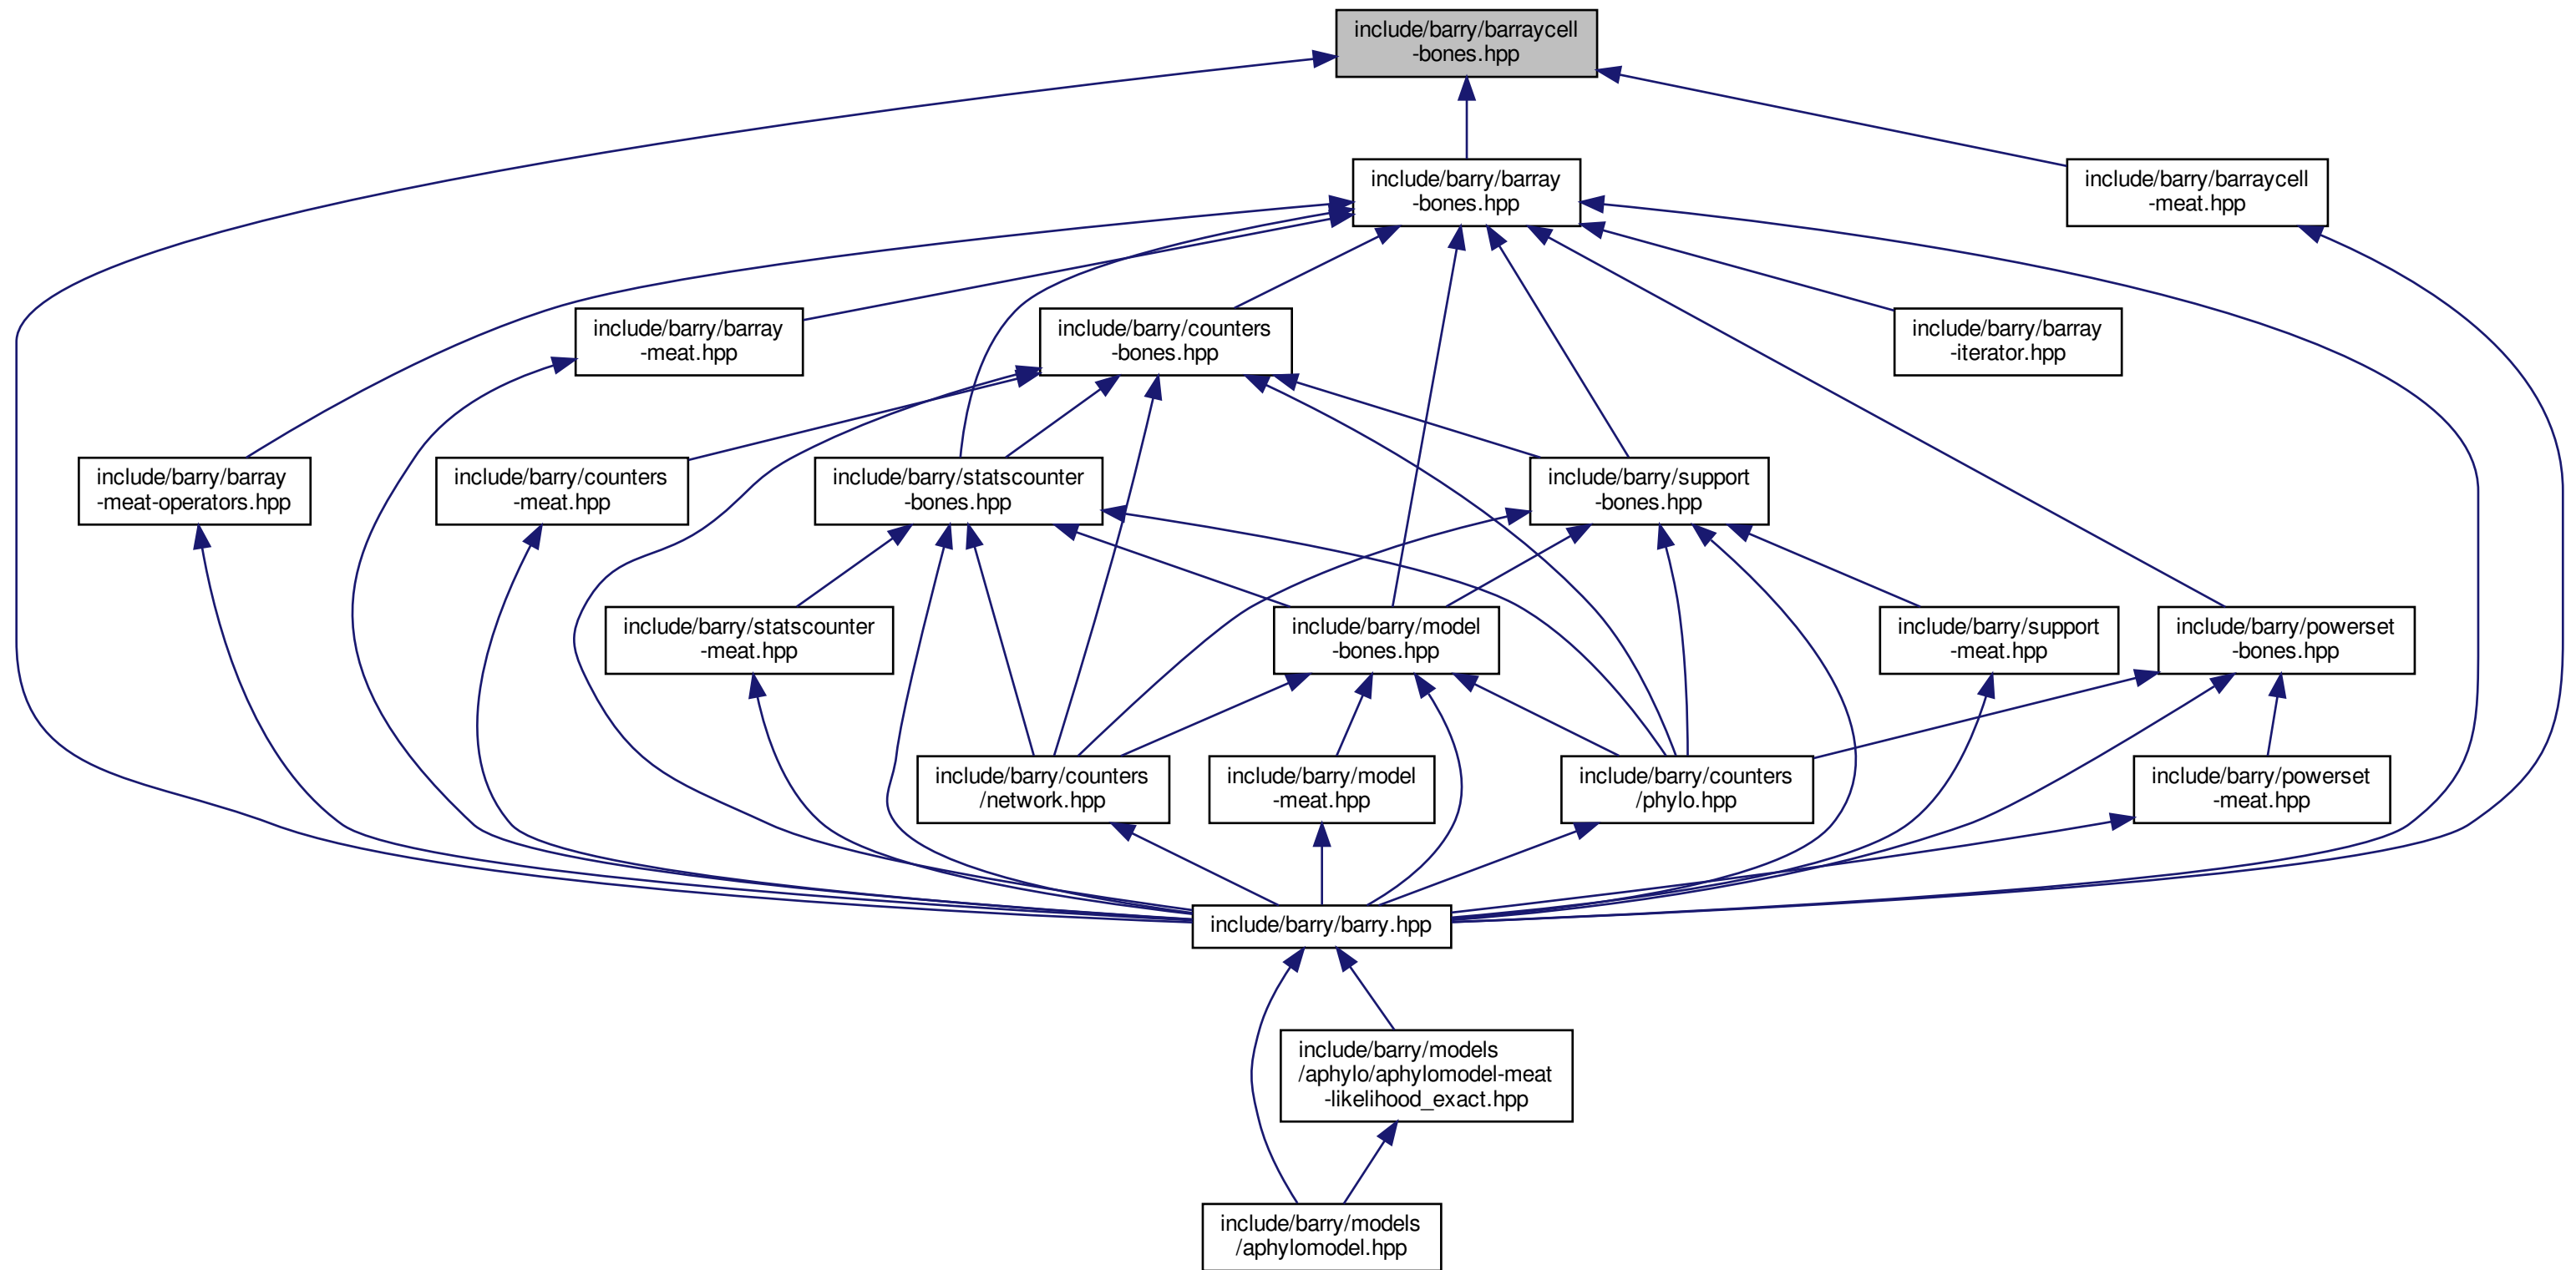 include/barry/barraycell
-bones.hpp
include/barry/barray
-bones.hpp
include/barry/barraycell
-meat.hpp
include/barry/barray
-meat.hpp
include/barry/counters
-bones.hpp
include/barry/barray
-iterator.hpp
include/barry/barray
-meat-operators.hpp
include/barry/counters
-meat.hpp
include/barry/statscounter
-bones.hpp
include/barry/support
-bones.hpp
include/barry/statscounter
-meat.hpp
include/barry/model
-bones.hpp
include/barry/support
-meat.hpp
include/barry/powerset
-bones.hpp
include/barry/counters
/network.hpp
include/barry/model
-meat.hpp
include/barry/counters
/phylo.hpp
include/barry/powerset
-meat.hpp
include/barry/barry.hpp
include/barry/models
/aphylo/aphylomodel-meat
-likelihood_exact.hpp
include/barry/models
/aphylomodel.hpp